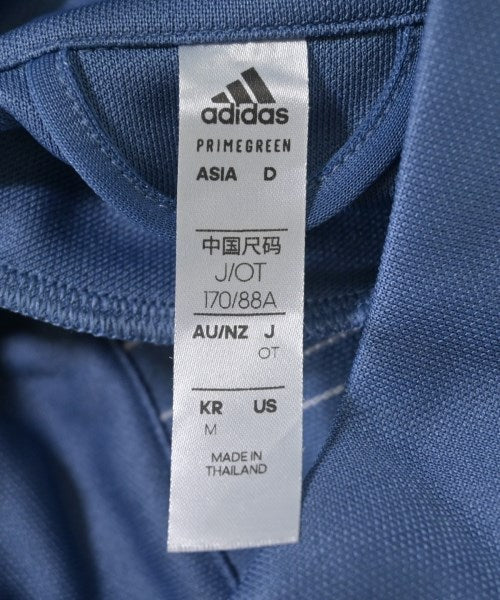 adidas
PRIMEGREEN
ASIA D
中国尺码
J/OT
170/88A
AU/NZ J
OT
KR US
M
MADE IN
THAILAND